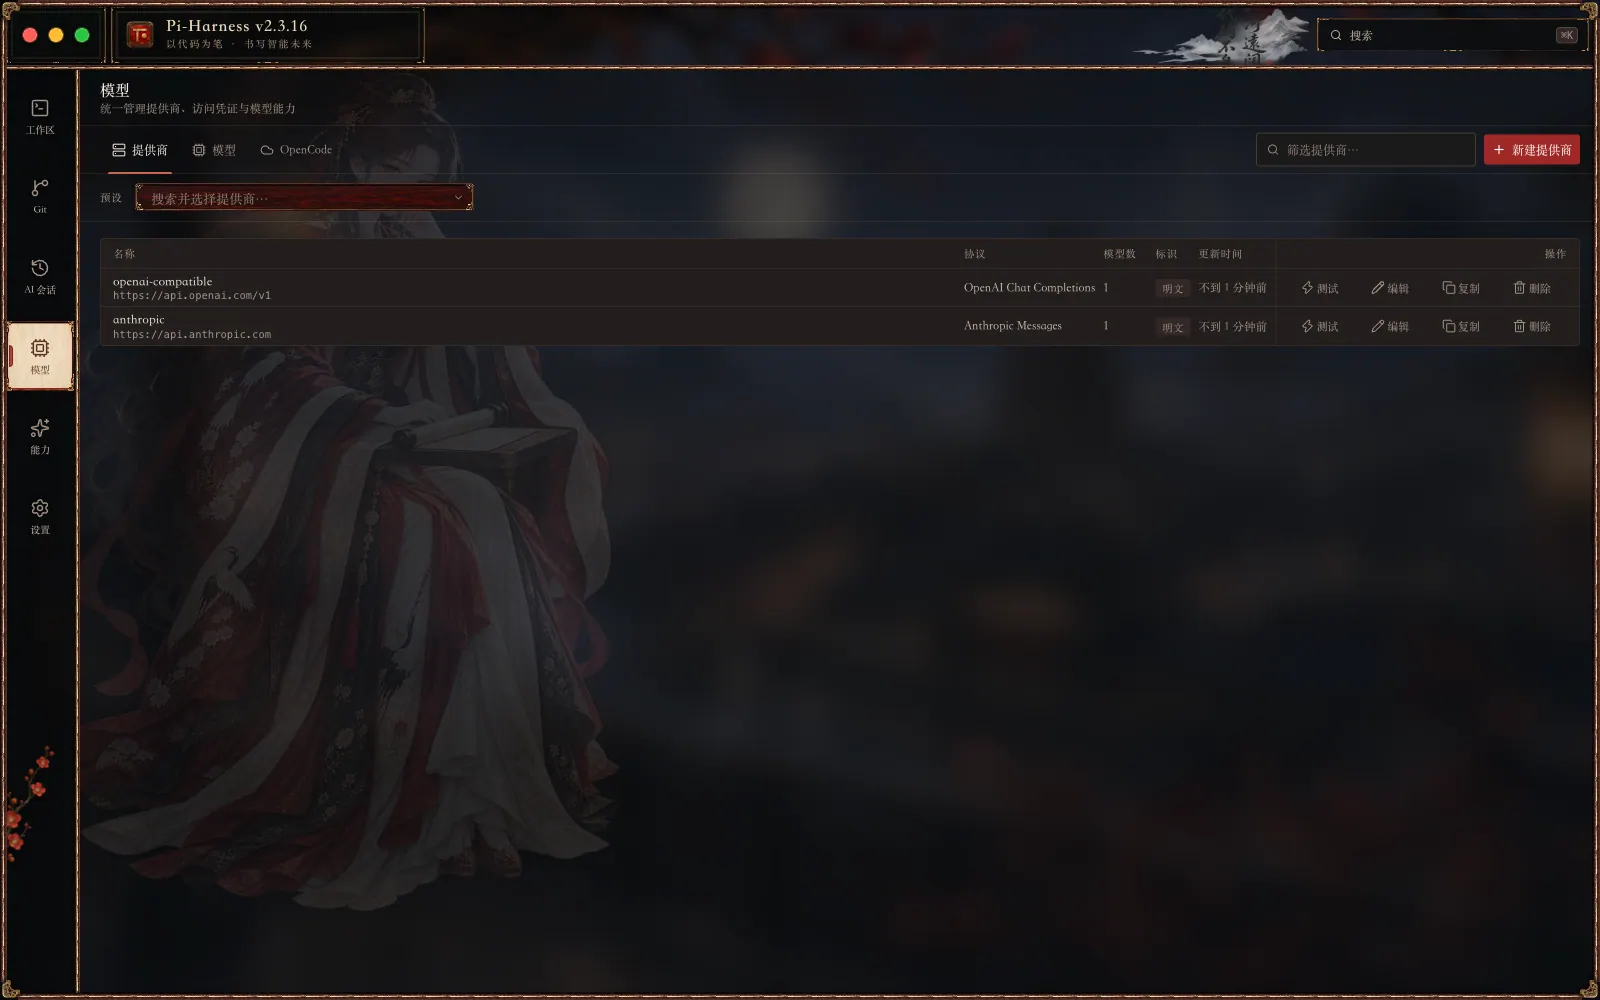 Pi-Harness v2.3.16
以代码为笔 · 书写智能未来
搜索
⌘K
工作区
Git
AI 会话
模型
能力
设置
模型
统一管理提供商、访问凭证与模型能力
提供商
模型
OpenCode
筛选提供商…
新建提供商
预设
搜索并选择提供商…
名称 协议 模型数 标识 更新时间 操作
openai-compatible
https://api.openai.com/v1
OpenAI Chat Completions 1 明文 不到 1 分钟前 测试 编辑 复制 删除
anthropic
https://api.anthropic.com
Anthropic Messages 1 明文 不到 1 分钟前 测试 编辑 复制 删除